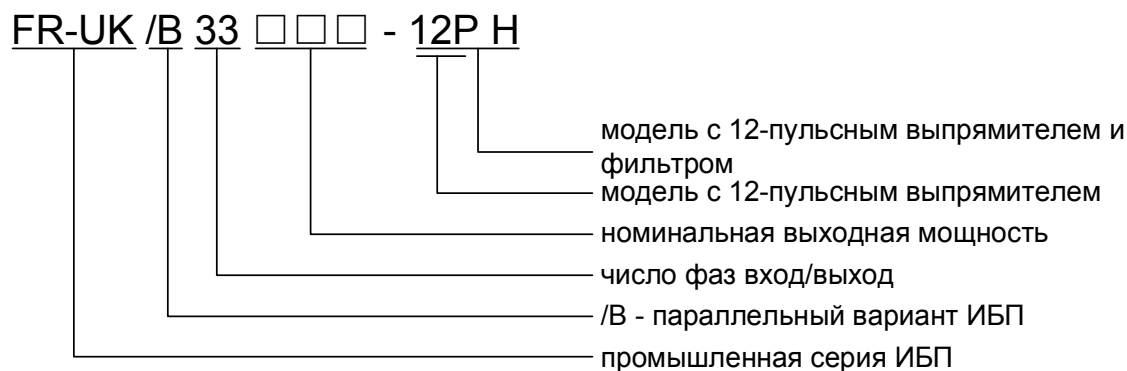 FR-UK /B 33 □□□ - 12P H
модель с 12-пульсным выпрямителем и
фильтром
модель с 12-пульсным выпрямителем
номинальная выходная мощность
число фаз вход/выход
/B - параллельный вариант ИБП
промышленная серия ИБП